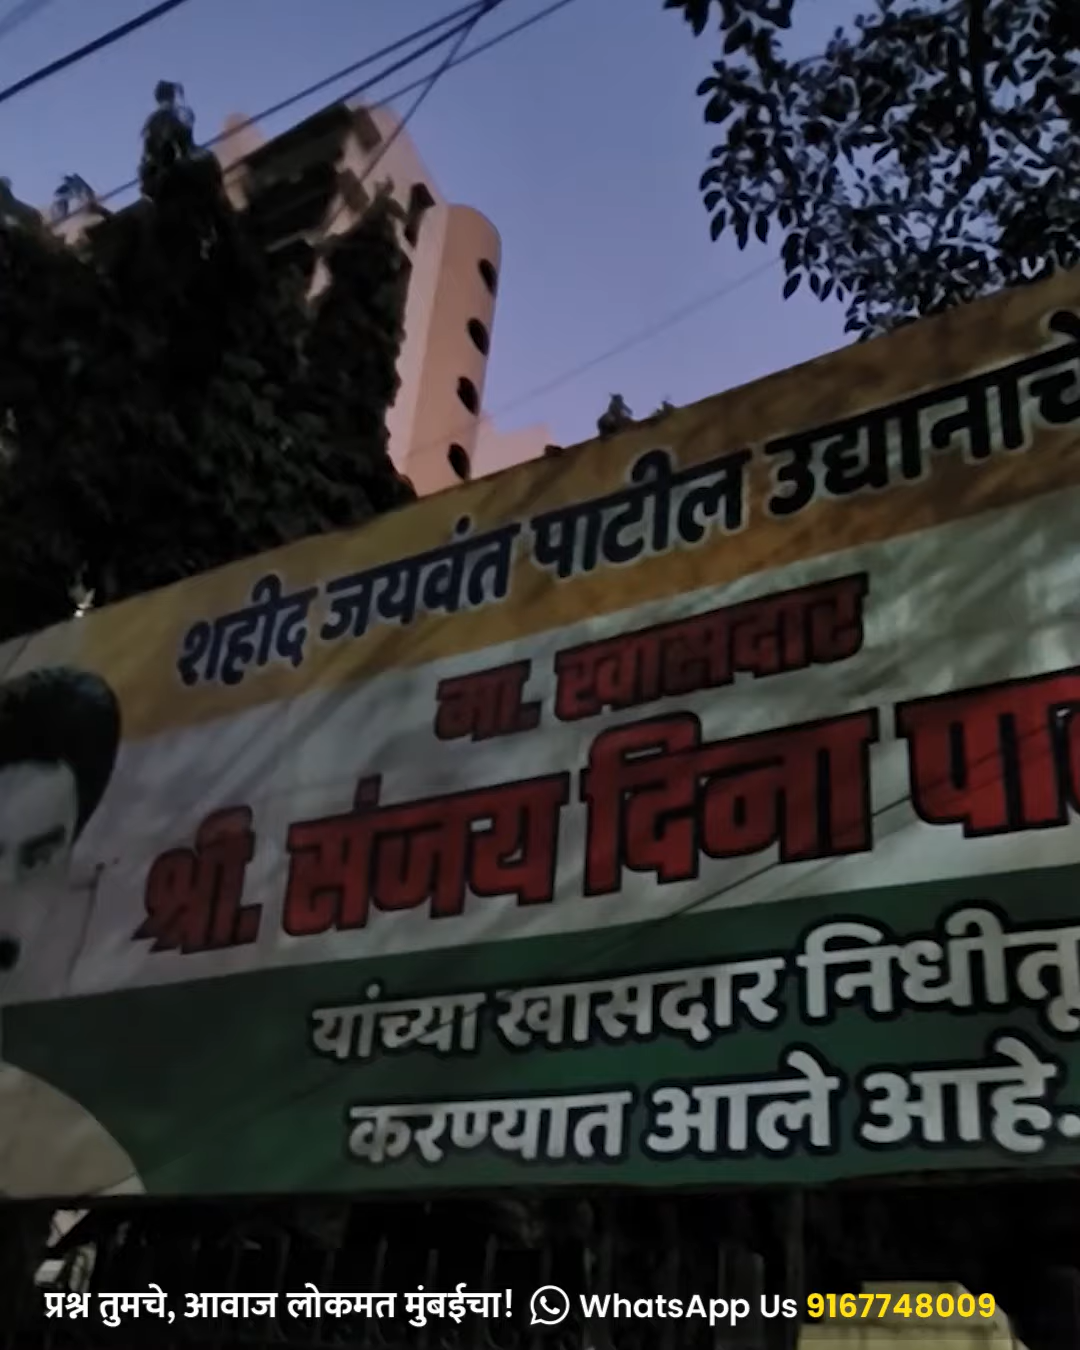 शहीद जयवंत पाटील उद्यानाचे
मा. खासदार
श्री. संजय दिना
यांच्या खासदार
करण्यात आले आहे.
प्रश्न तुमचे, आवाज लोकमत मुंबईचा! WhatsApp Us 9167748009